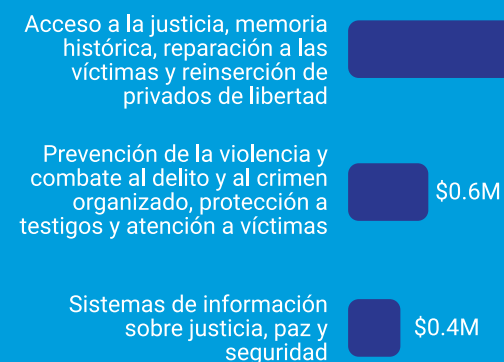 Acceso a la justicia, memoria
histórica, reparación a las
víctimas y reinserción de
privados de libertad
Prevención de la violencia y
combate al delito y al crimen
organizado, protección a
testigos y atención a víctimas
$0.6M
Sistemas de información
sobre justicia, paz y
seguridad
$0.4M